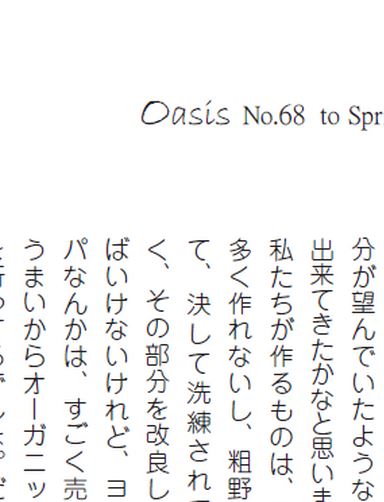 Oasis No.68 to Spr
分が望んでいたような
出来てきたかなと思いま
私たちが作るものは、
多く作れないし、粗野
て、決して洗練されて
く、その部分を改良し
ばいけないけれど、ヨ
パなんかは、すごく売
うまいからオーガニッ